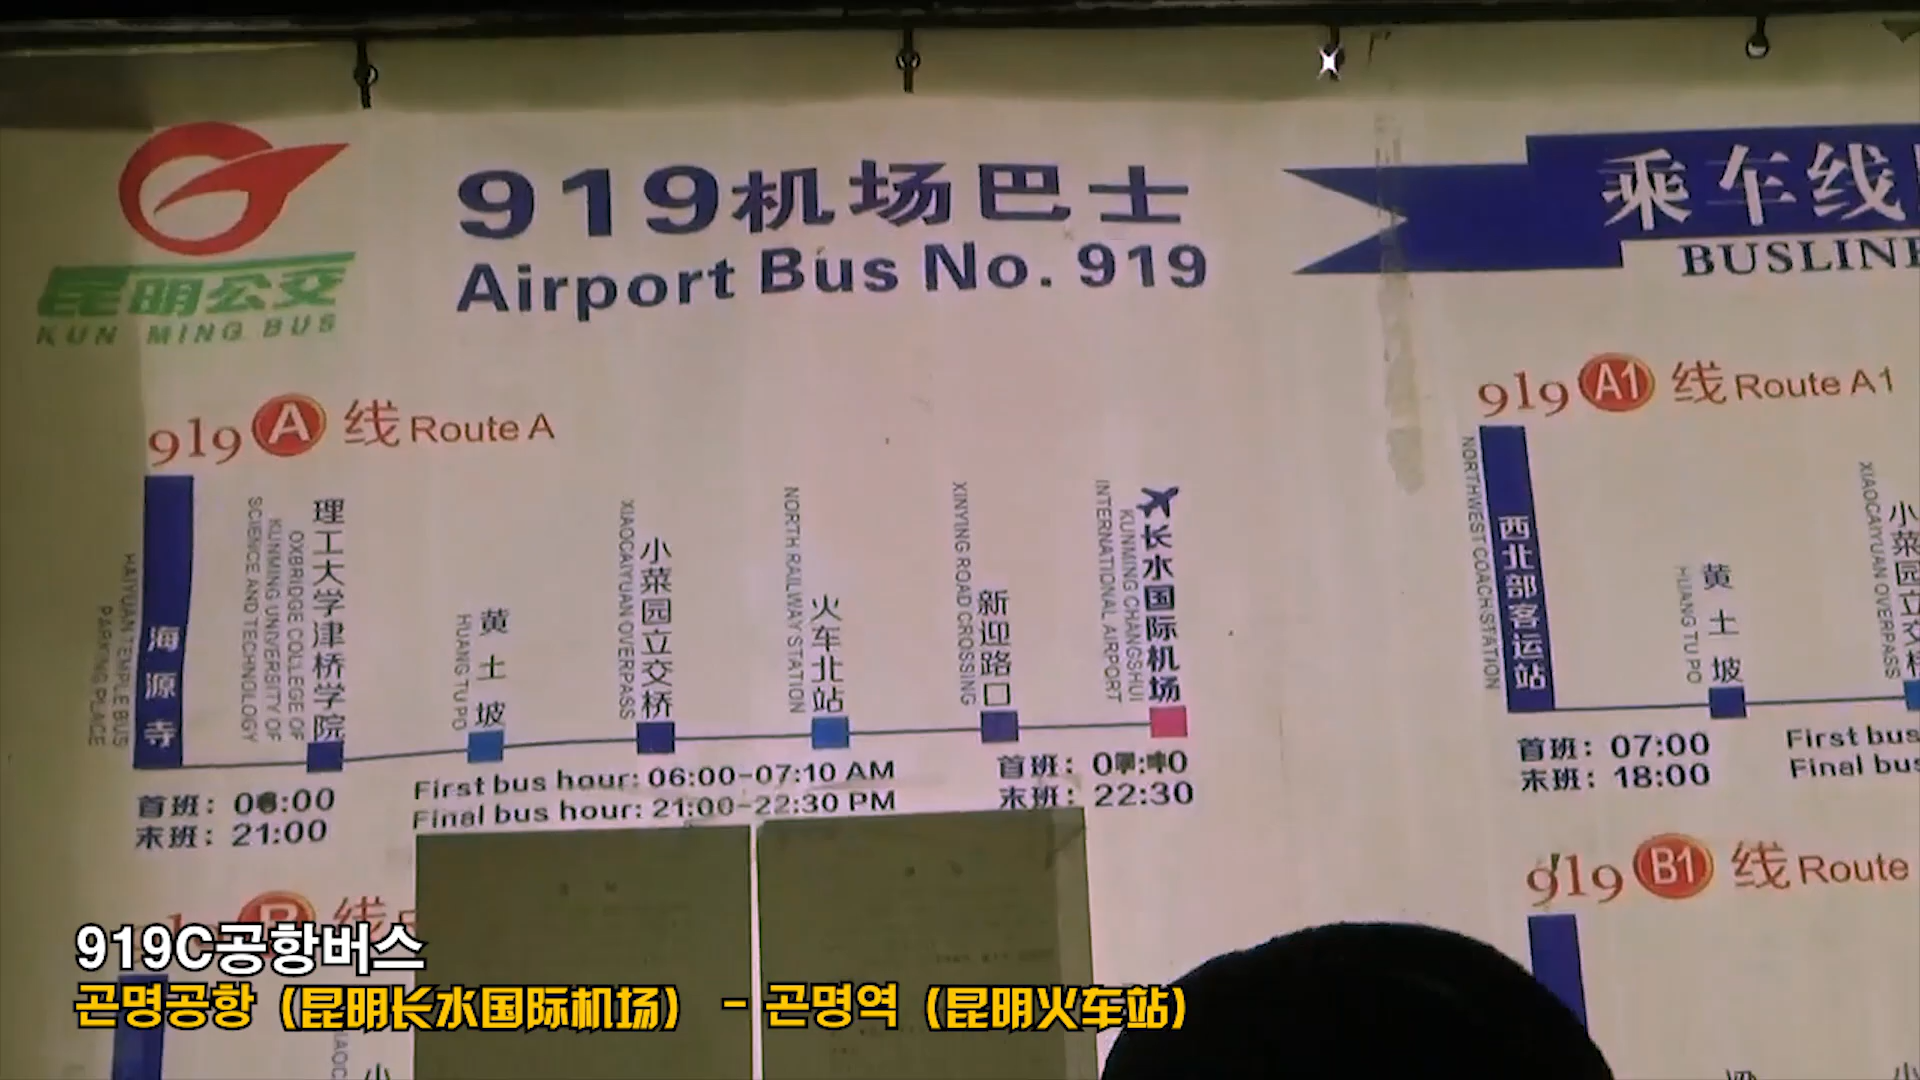 919机场巴士
Airport Bus No. 919
昆明公交
KUN MING BUS
乘车线
BUSLINE
919 A 线 Route A
海源寺
HAIYUAN TEMPLE BUS
PARKING PLACE
理工大学津桥学院
OXBRIDGE COLLEGE OF
KUNMING UNIVERSITY OF
SCIENCE AND TECHNOLOGY
黄土坡
HUANG TU PO
小菜园立交桥
XIAOCAIYUAN OVERPASS
火车北站
NORTH RAILWAY STATION
新迎路口
XINYING ROAD CROSSING
长水国际机场
KUNMING CHANGSHUI
INTERNATIONAL AIRPORT
首班：06:00
末班：21:00
First bus hour: 06:00-07:10 AM
Final bus hour: 21:00-22:30 PM
首班：
末班：22:30
919 A1 线 Route A1
西北部客运站
NORTHWEST COACH STATION
黄土坡
HUANG TU PO
小菜园立交桥
XIAOCAIYUAN OVERPASS
首班：07:00
末班：18:00
First bus
Final bus
919 B1 线 Route
B 线
919C공항버스
곤명공항（昆明长水国际机场） - 곤명역（昆明火车站）